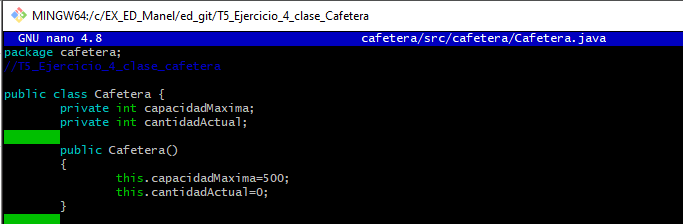 MINGW64:/c/EX_ED_Manel/ed_git/T5_Ejercicio_4_clase_Cafetera
GNU nano 4.8 cafetera/src/cafetera/Cafetera.java
package cafetera;
//T5_Ejercicio_4_clase_cafetera
public class Cafetera {
private int capacidadMaxima;
private int cantidadActual;
public Cafetera()
{
this.capacidadMaxima=500;
this.cantidadActual=0;
}